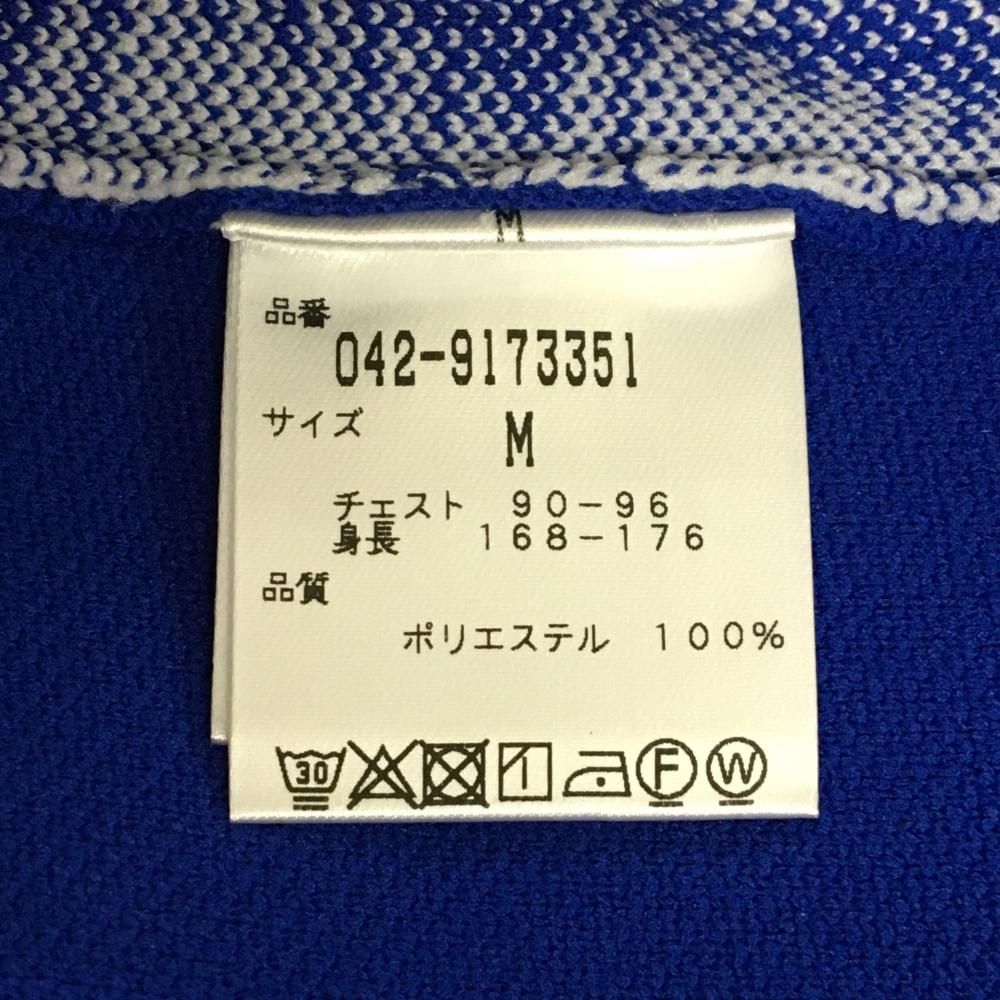 M
品番
042-9173351
サイズ
M
チェスト 90-96
身長 168-176
品質
ポリエステル 100%
30 F W